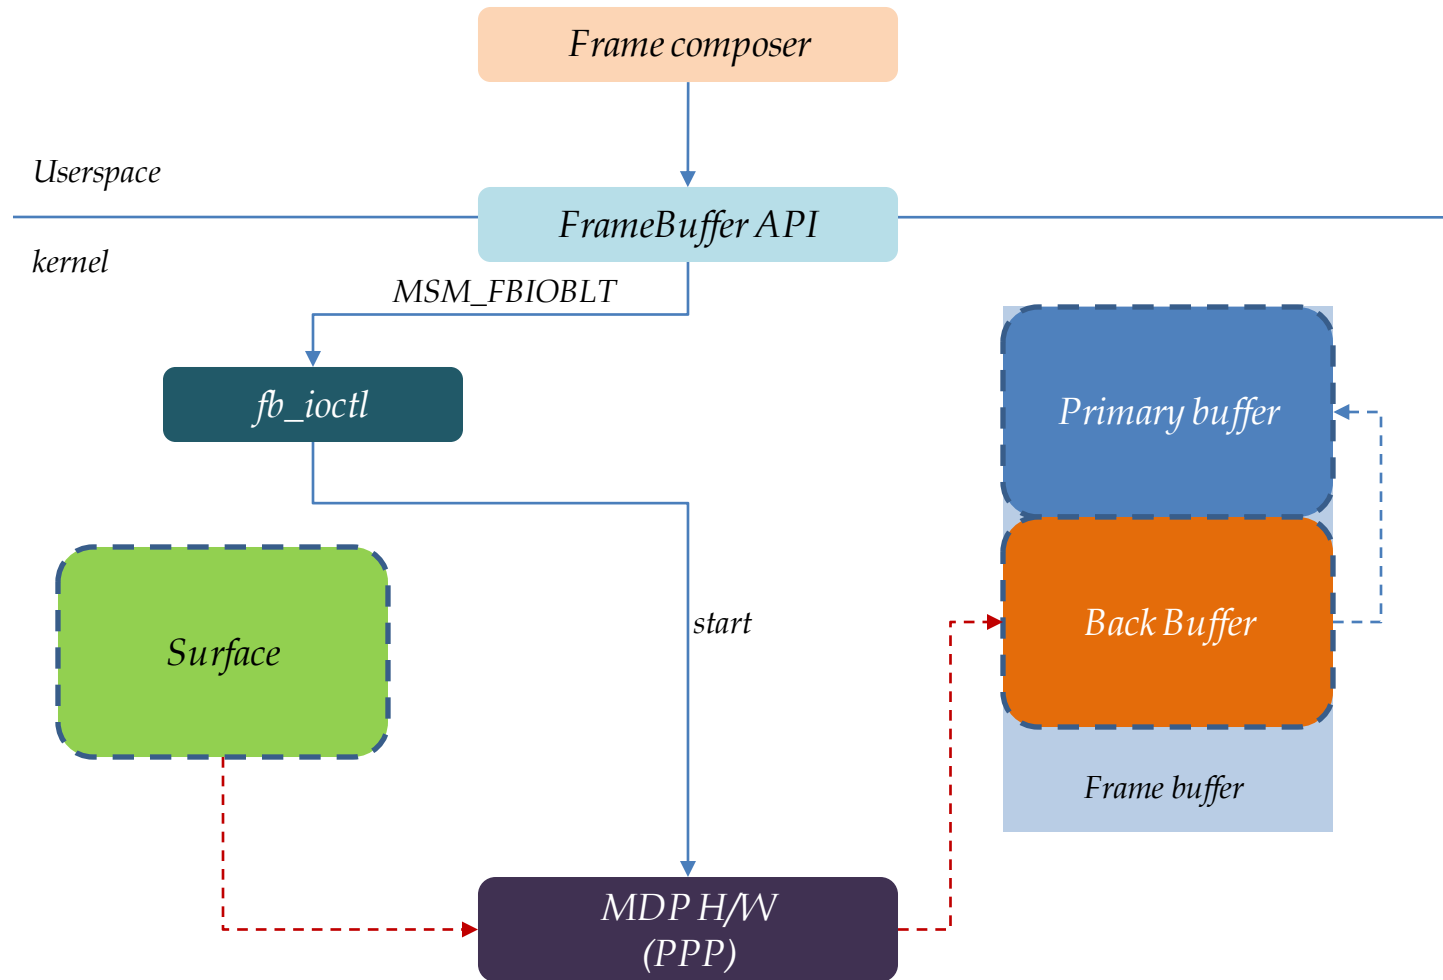 Frame composer
Userspace
FrameBuffer API
kernel
MSM_FBIOBLT
fb_ioctl
Primary buffer
Surface
start
Back Buffer
Frame buffer
MDP H/W
(PPP)